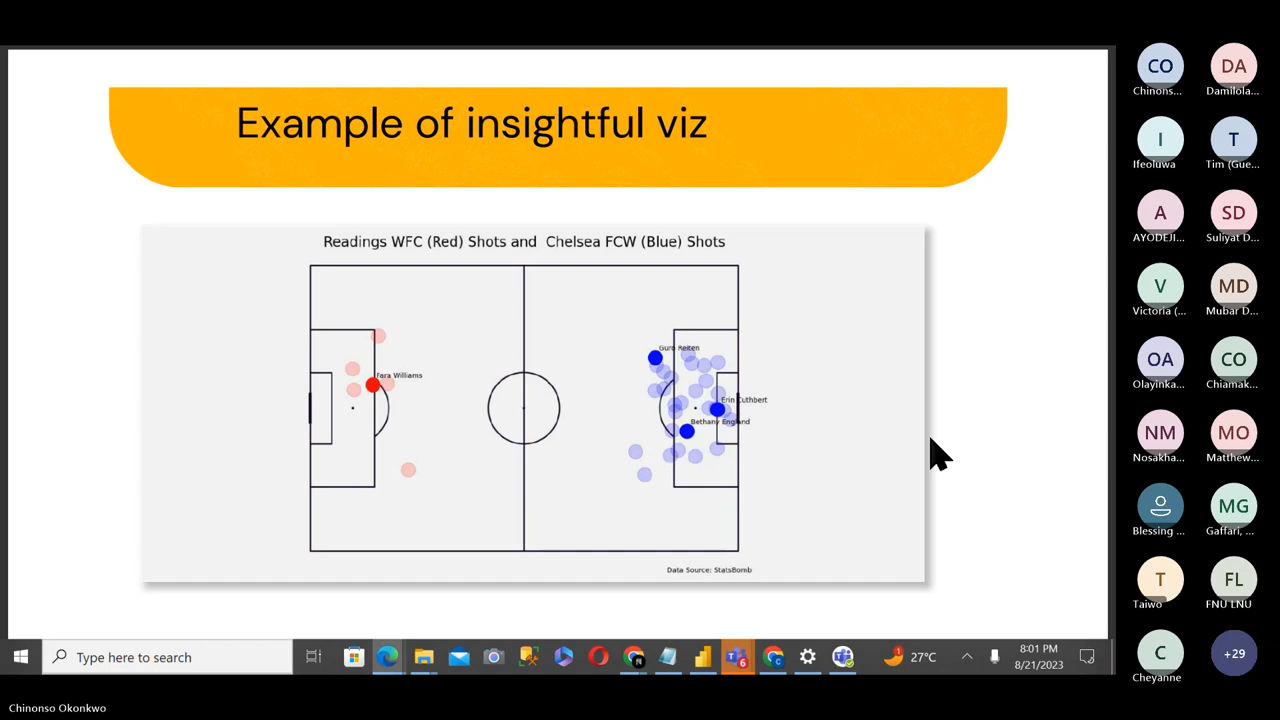 Example of insightful viz
Readings WFC (Red) Shots and Chelsea FCW (Blue) Shots
Tara Williams
Guro Reiten
Erin Cuthbert
Bethany England
Data Source: StatsBomb
CO
Chinons...
DA
Damilola...
I
Ifeoluwa
T
Tim (Gue...
A
AYODEJI...
SD
Suliyat D...
V
Victoria (...
MD
Mubar D...
OA
Olayinka...
CO
Chiamak...
NM
Nosakha...
MO
Matthew...
Blessing ...
MG
Gaffari, ...
T
Taiwo
FL
FNU LNU
C
Cheyanne
+29
Type here to search
N
6
1
27°C
8:01 PM
8/21/2023
Chinonso Okonkwo